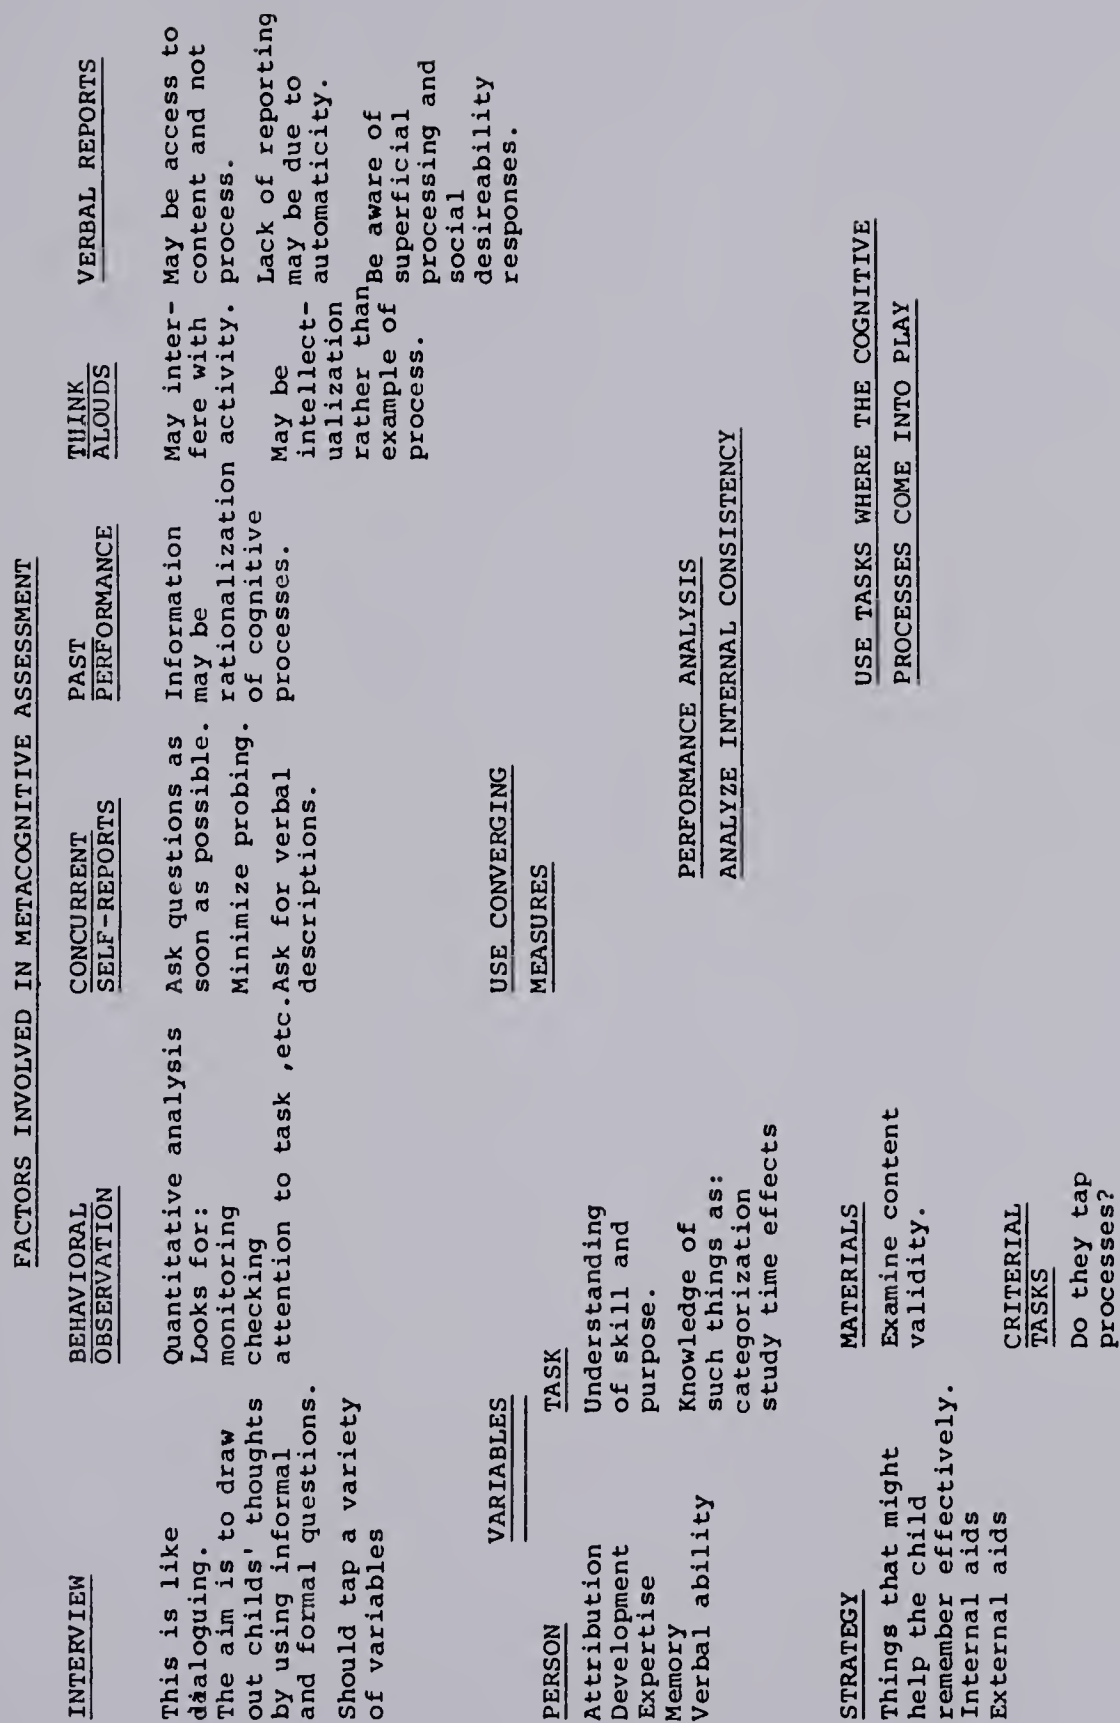 FACTORS INVOLVED IN METACOGNITIVE ASSESSMENT
INTERVIEW
This is like
dialoguing.
The aim is to draw
out childs' thoughts
by using informal
and formal questions.
Should tap a variety
of variables
BEHAVIORAL
OBSERVATION
Quantitative analysis
Looks for:
monitoring
checking
attention to task ,etc.
CONCURRENT
SELF-REPORTS
Ask questions as
soon as possible.
Minimize probing.
Ask for verbal
descriptions.
PAST
PERFORMANCE
Information
may be
rationalization
of cognitive
processes.
THINK
ALOUDS
May inter-
fere with
activity.
May be
intellect-
ualization
rather than
example of
process.
VERBAL REPORTS
May be access to
content and not
process.
Lack of reporting
may be due to
automaticity.
Be aware of
superficial
processing and
social
desireability
responses.
VARIABLES
USE CONVERGING
MEASURES
PERSON
Attribution
Development
Expertise
Memory
Verbal ability
TASK
Understanding
of skill and
purpose.
Knowledge of
such things as:
categorization
study time effects
PERFORMANCE ANALYSIS
ANALYZE INTERNAL CONSISTENCY
STRATEGY
Things that might
help the child
remember effectively.
Internal aids
External aids
MATERIALS
Examine content
validity.
CRITERIAL
TASKS
Do they tap
processes?
USE TASKS WHERE THE COGNITIVE
PROCESSES COME INTO PLAY